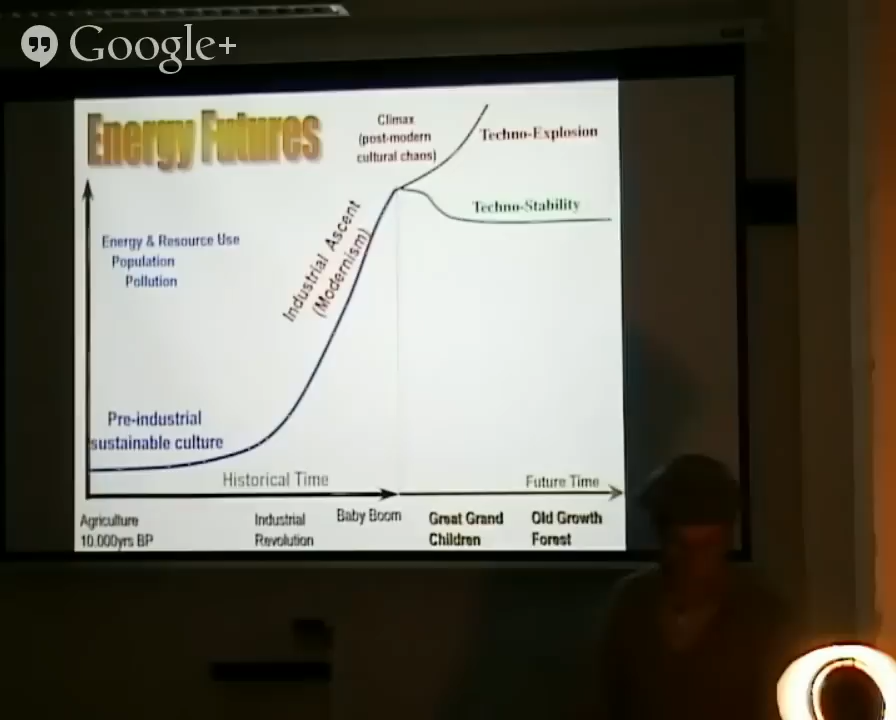 Google+
Energy Futures
Climax
(post-modern
cultural chaos)
Techno-Explosion
Techno-Stability
Industrial Ascent
(Modernism)
Energy & Resource Use
Population
Pollution
Pre-industrial
sustainable culture
Historical Time
Future Time
Agriculture
10.000yrs BP
Industrial
Revolution
Baby Boom
Great Grand
Children
Old Growth
Forest